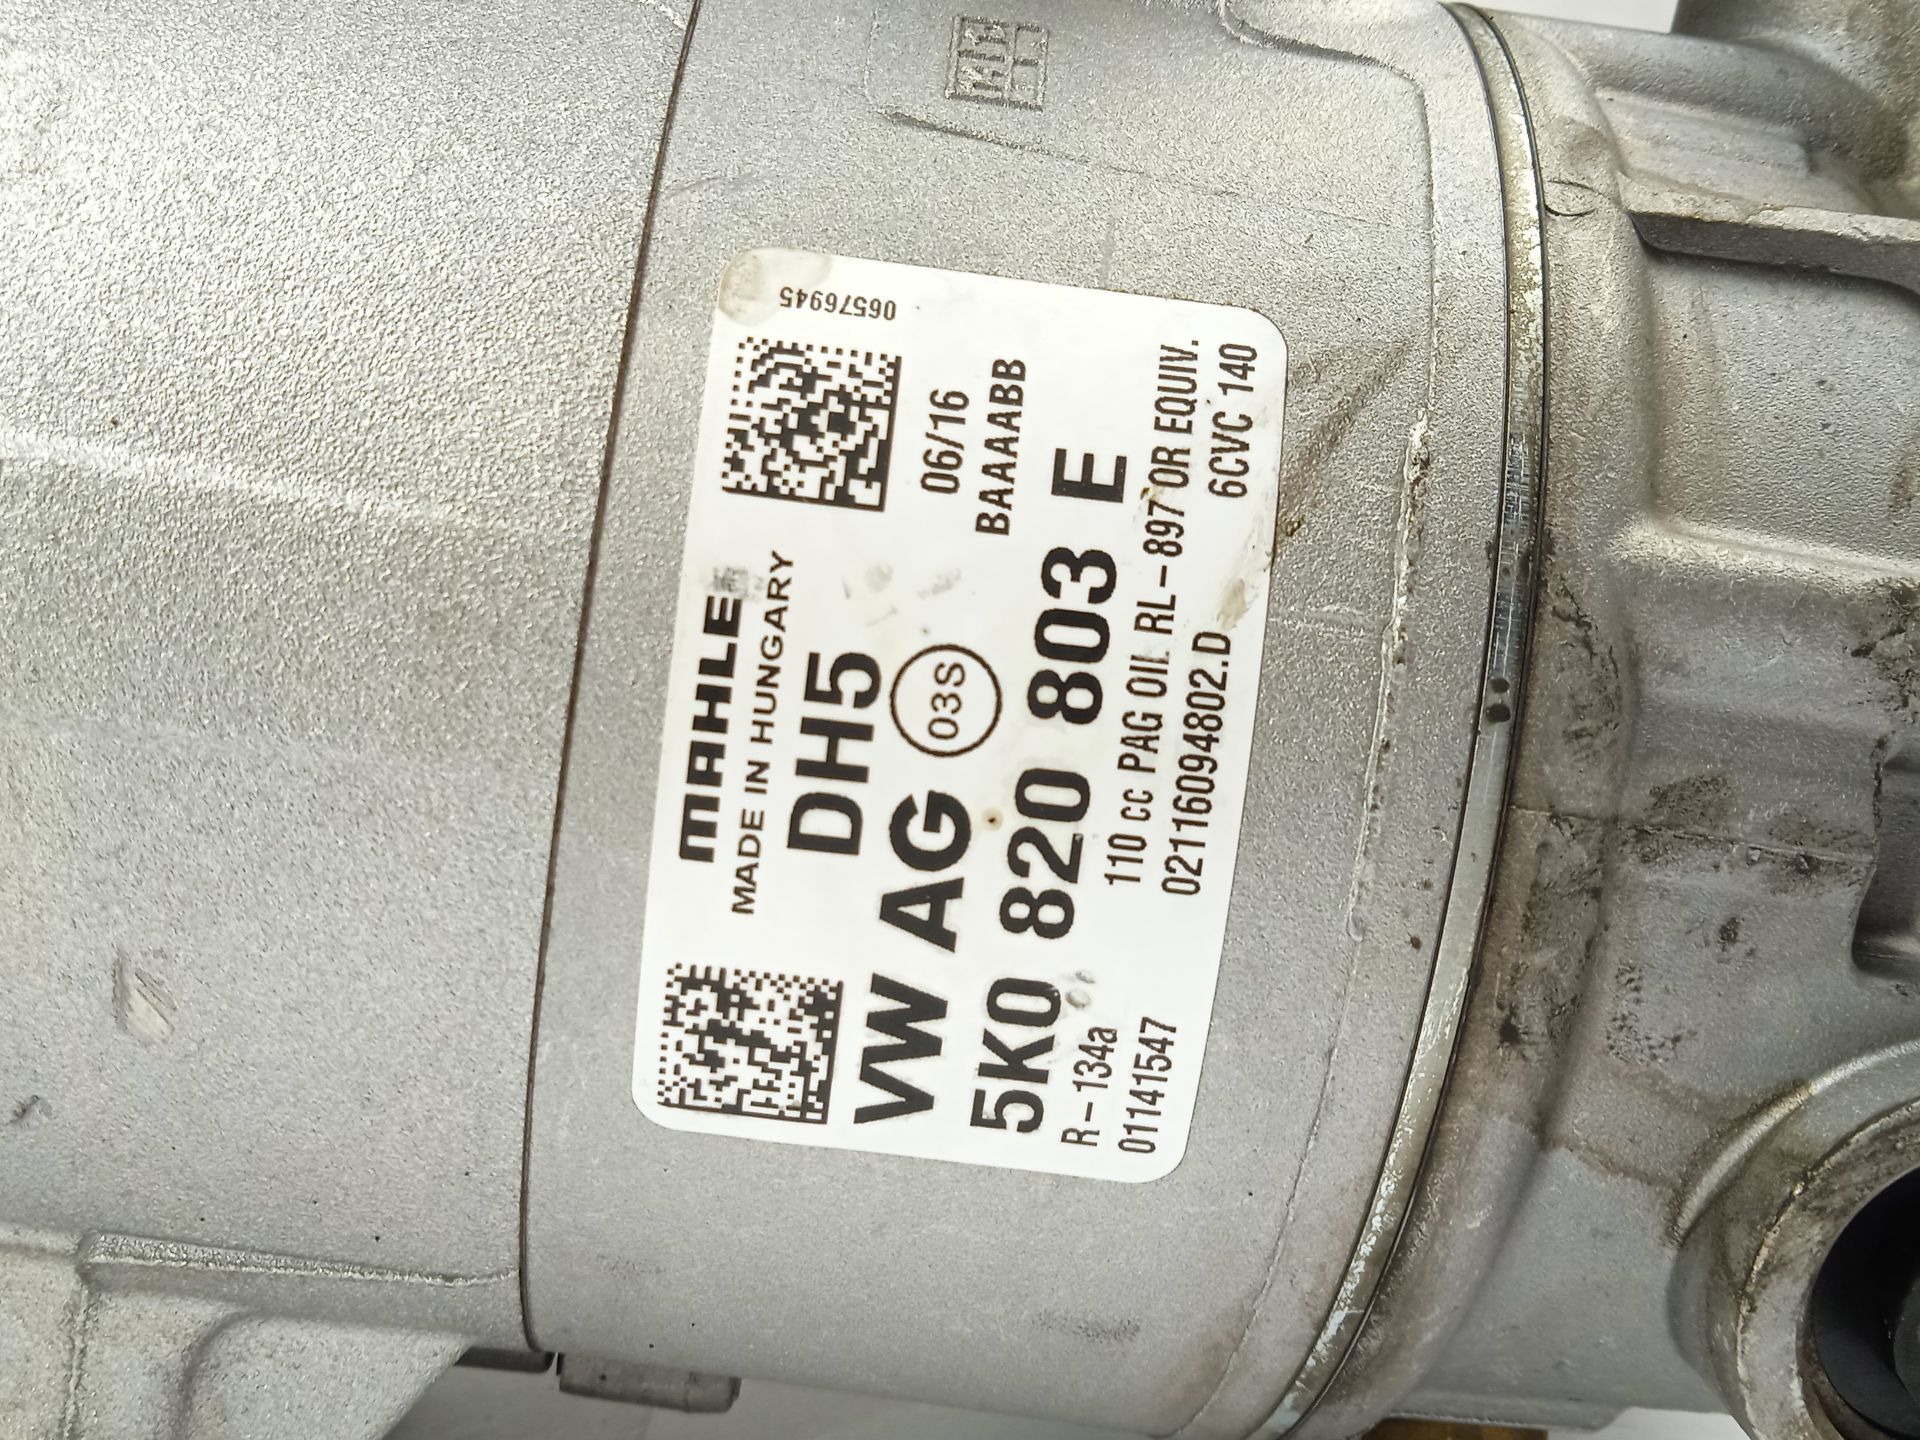 MAHLE
MADE IN HUNGARY
06576945
DH5
06/16
VW AG
03S
BAAAABB
5K0 820 803 E
R-134a
110 cc PAG OIL RL-897 OR EQUIV.
01141547
02116094802.D
6CVC 140